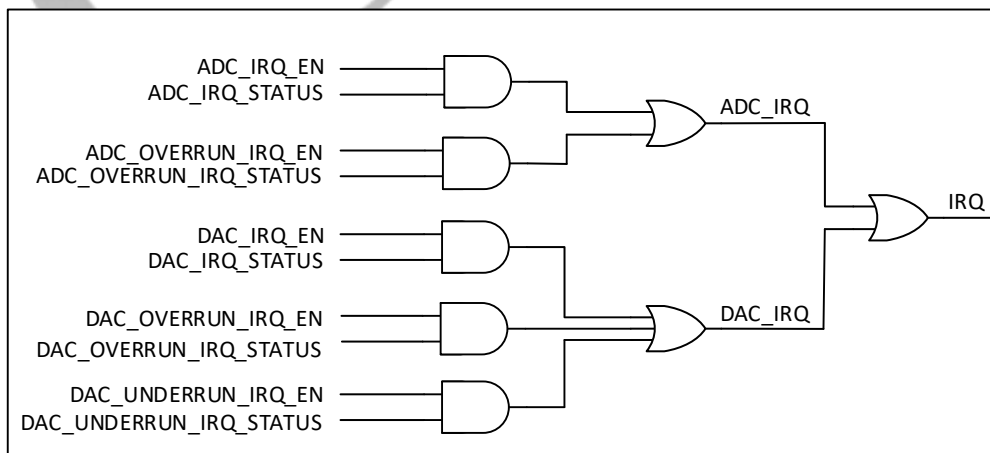 ADC_IRQ_EN
ADC_IRQ_STATUS
ADC_IRQ
ADC_OVERRUN_IRQ_EN
ADC_OVERRUN_IRQ_STATUS
IRQ
DAC_IRQ_EN
DAC_IRQ_STATUS
DAC_IRQ
DAC_OVERRUN_IRQ_EN
DAC_OVERRUN_IRQ_STATUS
DAC_UNDERRUN_IRQ_EN
DAC_UNDERRUN_IRQ_STATUS